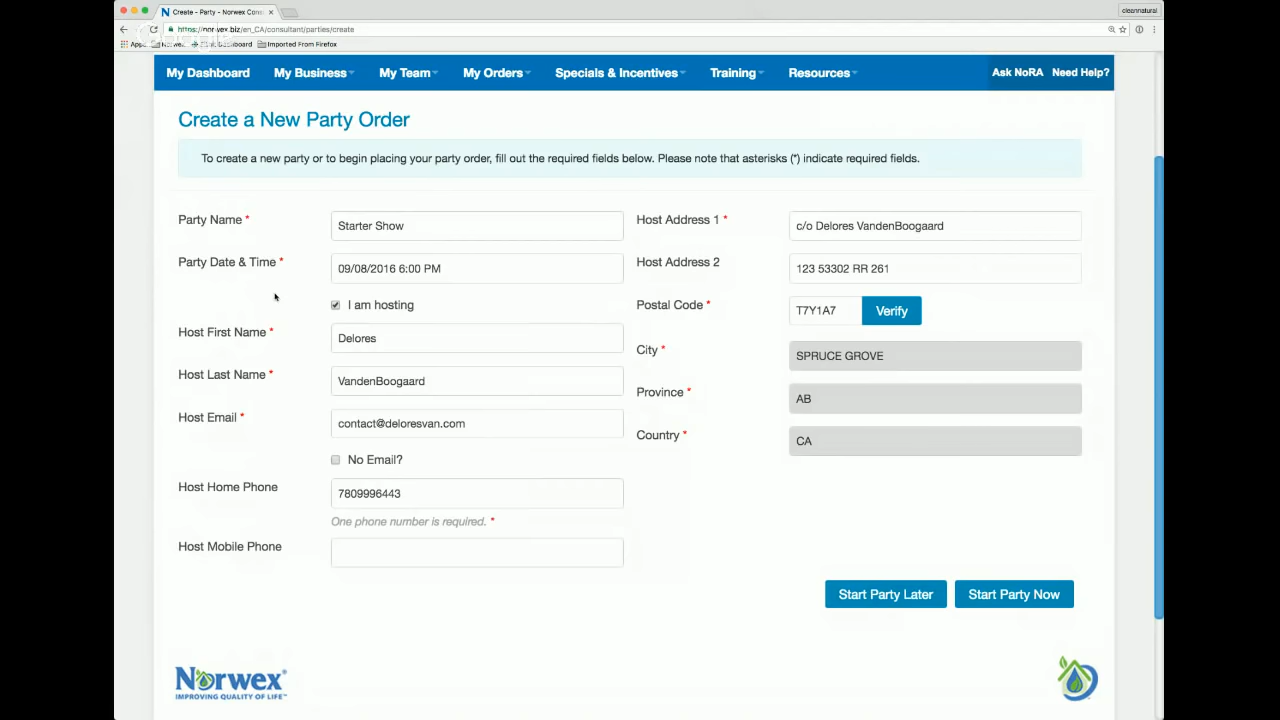 Create - Party - Norwex Con
cleannatural
https://norwex.biz/en_CA/consultant/parties/create
Imported From Firefox
My Dashboard My Business My Team My Orders Specials & Incentives Training Resources Ask NoRA Need Help?
Create a New Party Order
To create a new party or to begin placing your party order, fill out the required fields below. Please note that asterisks (*) indicate required fields.
Party Name * Starter Show Host Address 1 * c/o Delores VandenBoogaard
Party Date & Time * 09/08/2016 6:00 PM Host Address 2 123 53302 RR 261
I am hosting Postal Code * T7Y1A7 Verify
Host First Name * Delores City * SPRUCE GROVE
Host Last Name * VandenBoogaard Province * AB
Host Email * contact@deloresvan.com Country * CA
No Email?
Host Home Phone 7809996443
One phone number is required. *
Host Mobile Phone
Start Party Later Start Party Now
Norwex
IMPROVING QUALITY OF LIFE™